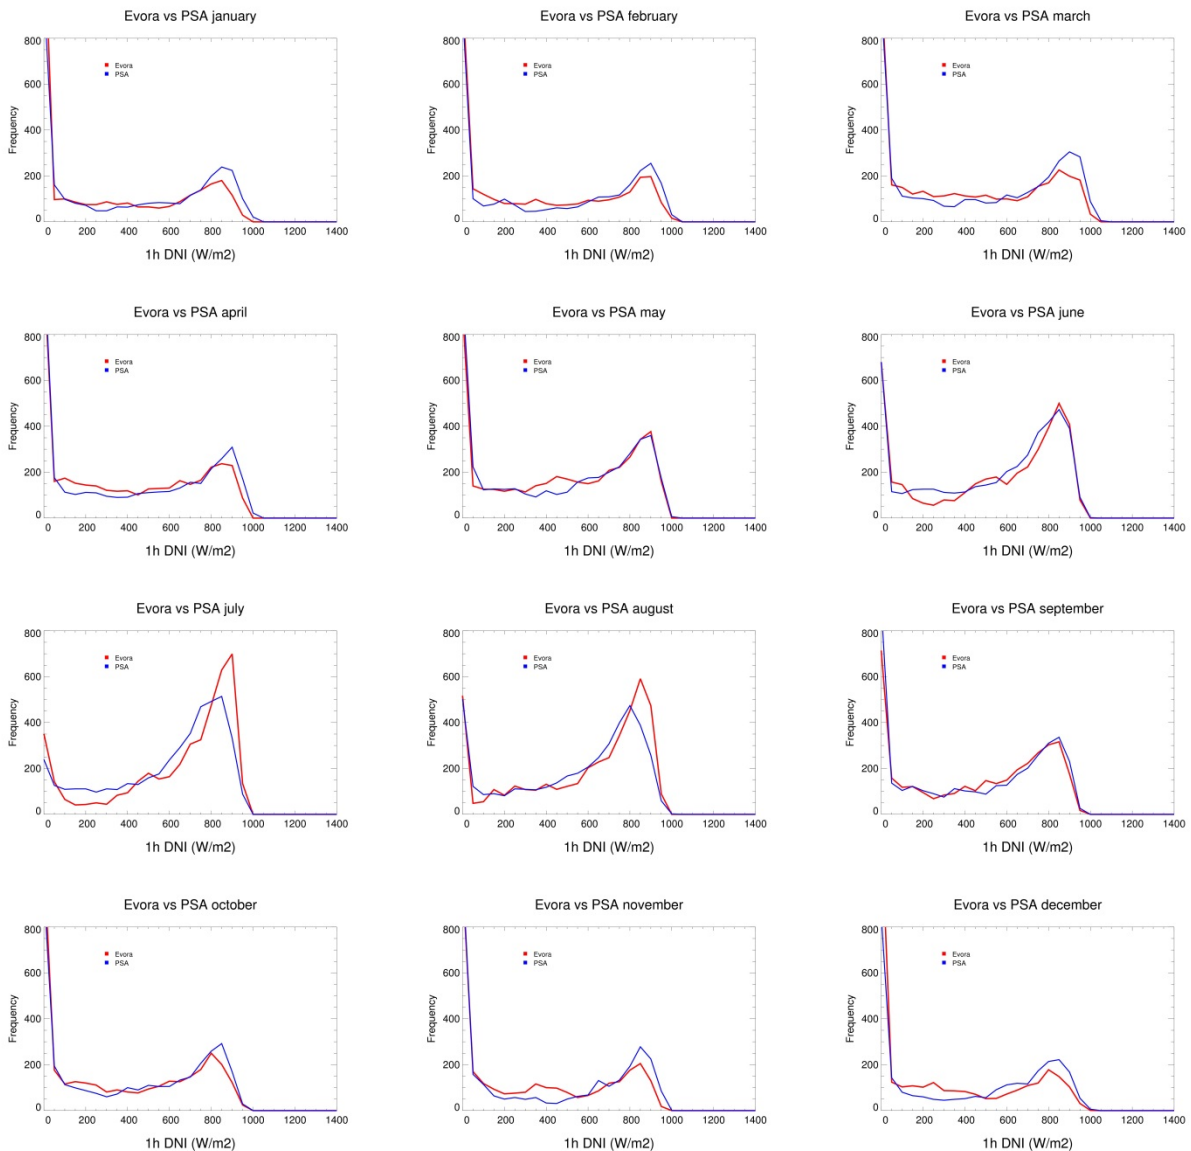 Evora vs PSA january
800
600
400
200
0
Frequency
Evora
PSA
0 200 400 600 800 1000 1200 1400
1h DNI (W/m2)
Evora vs PSA february
800
600
400
200
0
Frequency
Evora
PSA
0 200 400 600 800 1000 1200 1400
1h DNI (W/m2)
Evora vs PSA march
800
600
400
200
0
Frequency
Evora
PSA
0 200 400 600 800 1000 1200 1400
1h DNI (W/m2)
Evora vs PSA april
800
600
400
200
0
Frequency
Evora
PSA
0 200 400 600 800 1000 1200 1400
1h DNI (W/m2)
Evora vs PSA may
800
600
400
200
0
Frequency
Evora
PSA
0 200 400 600 800 1000 1200 1400
1h DNI (W/m2)
Evora vs PSA june
800
600
400
200
0
Frequency
Evora
PSA
0 200 400 600 800 1000 1200 1400
1h DNI (W/m2)
Evora vs PSA july
800
600
400
200
0
Frequency
Evora
PSA
0 200 400 600 800 1000 1200 1400
1h DNI (W/m2)
Evora vs PSA august
800
600
400
200
0
Frequency
Evora
PSA
0 200 400 600 800 1000 1200 1400
1h DNI (W/m2)
Evora vs PSA september
800
600
400
200
0
Frequency
Evora
PSA
0 200 400 600 800 1000 1200 1400
1h DNI (W/m2)
Evora vs PSA october
800
600
400
200
0
Frequency
Evora
PSA
0 200 400 600 800 1000 1200 1400
1h DNI (W/m2)
Evora vs PSA november
800
600
400
200
0
Frequency
Evora
PSA
0 200 400 600 800 1000 1200 1400
1h DNI (W/m2)
Evora vs PSA december
800
600
400
200
0
Frequency
Evora
PSA
0 200 400 600 800 1000 1200 1400
1h DNI (W/m2)